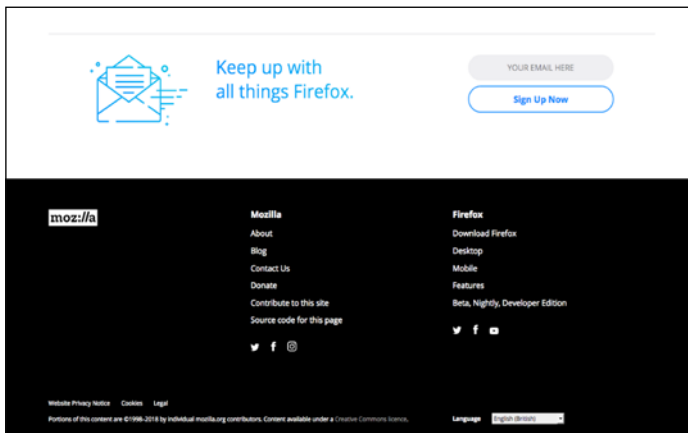 Keep up with
all things Firefox.
YOUR EMAIL HERE
Sign Up Now
moz://a
Mozilla
About
Blog
Contact Us
Donate
Contribute to this site
Source code for this page
Firefox
Download Firefox
Desktop
Mobile
Features
Beta, Nightly, Developer Edition
Website Privacy Notice Cookies Legal
Portions of this content are ©1998-2018 by individual mozilla.org contributors. Content available under a Creative Commons licence.
Language English (British)